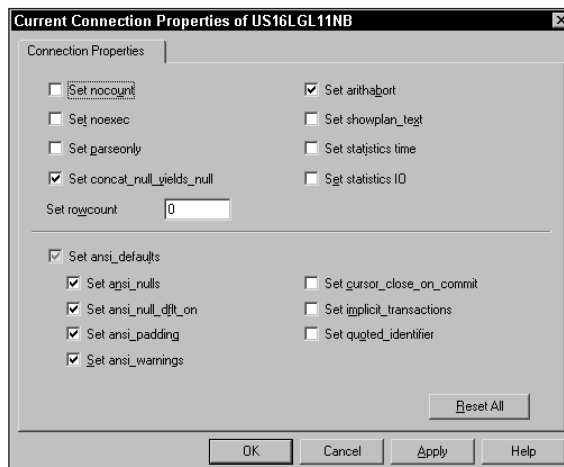 Current Connection Properties of US16LGL11NB
Connection Properties
Set nocount
Set arithabort
Set noexec
Set showplan_text
Set parseonly
Set statistics time
Set concat_null_yields_null
Set statistics IO
Set rowcount 0
Set ansi_defaults
Set ansi_nulls
Set cursor_close_on_commit
Set ansi_null_dflt_on
Set implicit_transactions
Set ansi_padding
Set quoted_identifier
Set ansi_warnings
Reset All
OK Cancel Apply Help